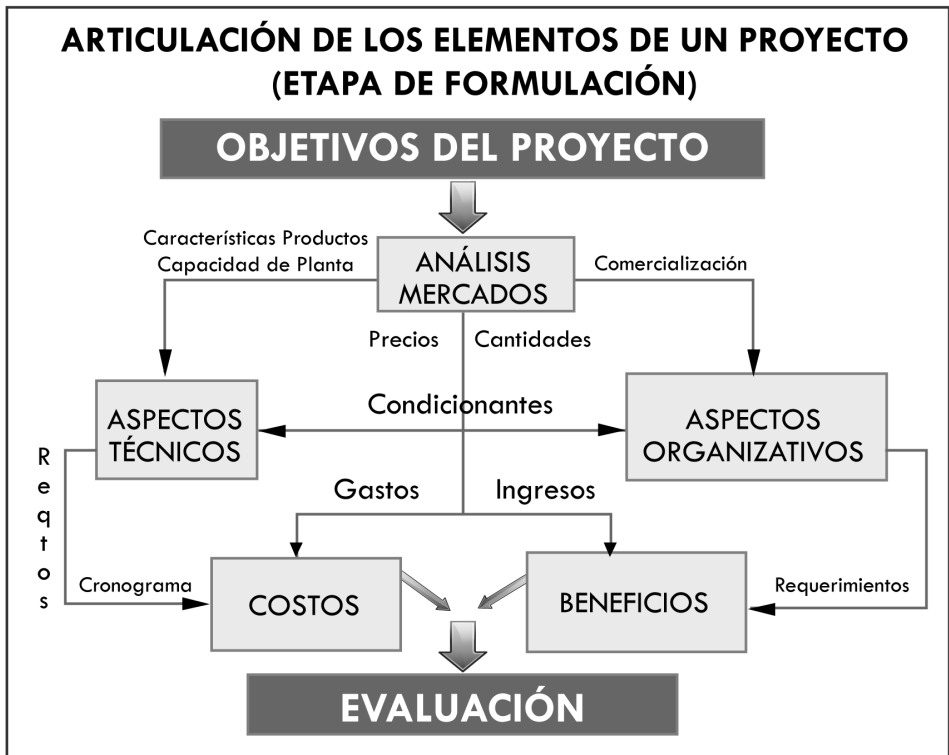 ARTICULACIÓN DE LOS ELEMENTOS DE UN PROYECTO
(ETAPA DE FORMULACIÓN)
OBJETIVOS DEL PROYECTO
Características Productos
Capacidad de Planta
ANÁLISIS
MERCADOS
Comercialización
Precios
Cantidades
ASPECTOS
TÉCNICOS
Condicionantes
ASPECTOS
ORGANIZATIVOS
Reqtos
Gastos
Ingresos
Cronograma
COSTOS
BENEFICIOS
Requerimientos
EVALUACIÓN